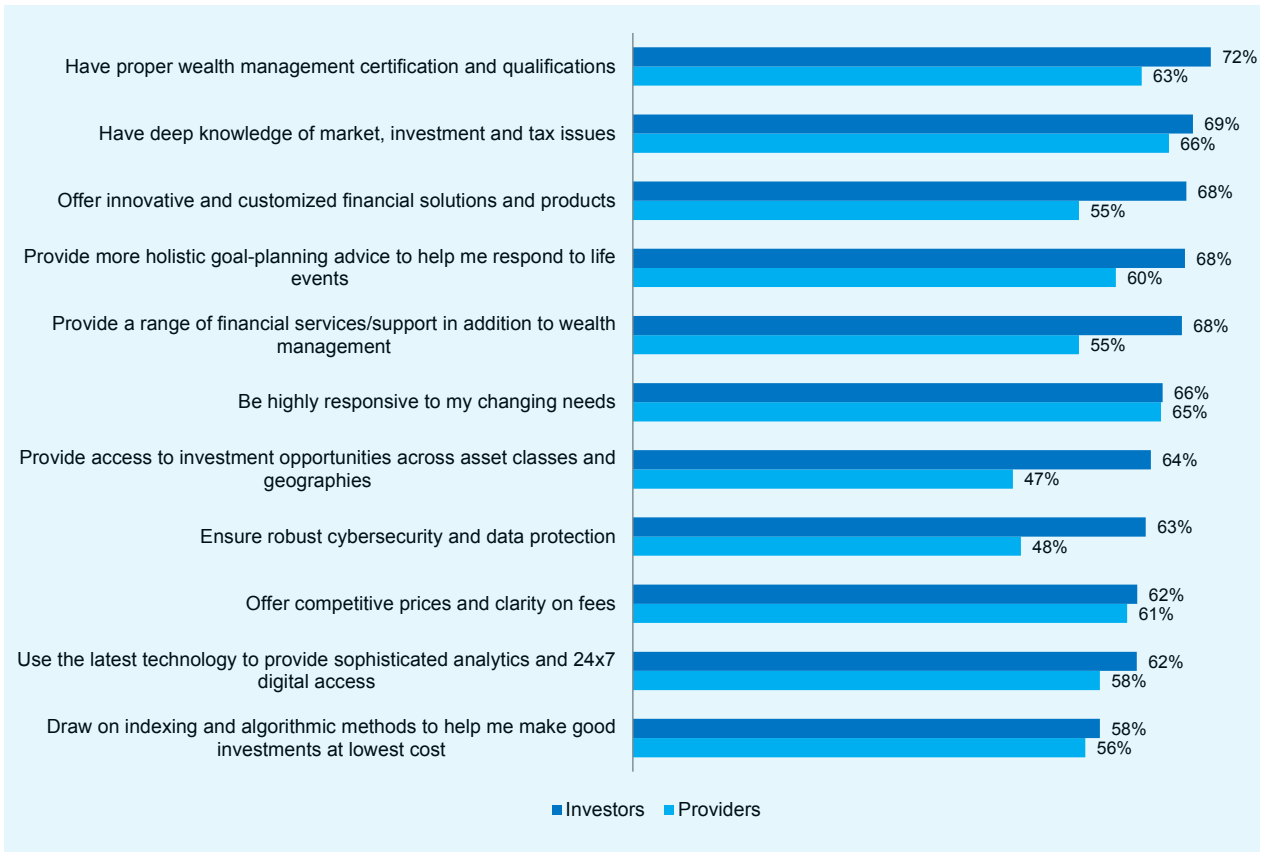 Have proper wealth management certification and qualifications
72%
63%
Have deep knowledge of market, investment and tax issues
69%
66%
Offer innovative and customized financial solutions and products
68%
55%
Provide more holistic goal-planning advice to help me respond to life
events
68%
60%
Provide a range of financial services/support in addition to wealth
management
68%
55%
Be highly responsive to my changing needs
66%
65%
Provide access to investment opportunities across asset classes and
geographies
64%
47%
Ensure robust cybersecurity and data protection
63%
48%
Offer competitive prices and clarity on fees
62%
61%
Use the latest technology to provide sophisticated analytics and 24x7
digital access
62%
58%
Draw on indexing and algorithmic methods to help me make good
investments at lowest cost
58%
56%
Investors Providers